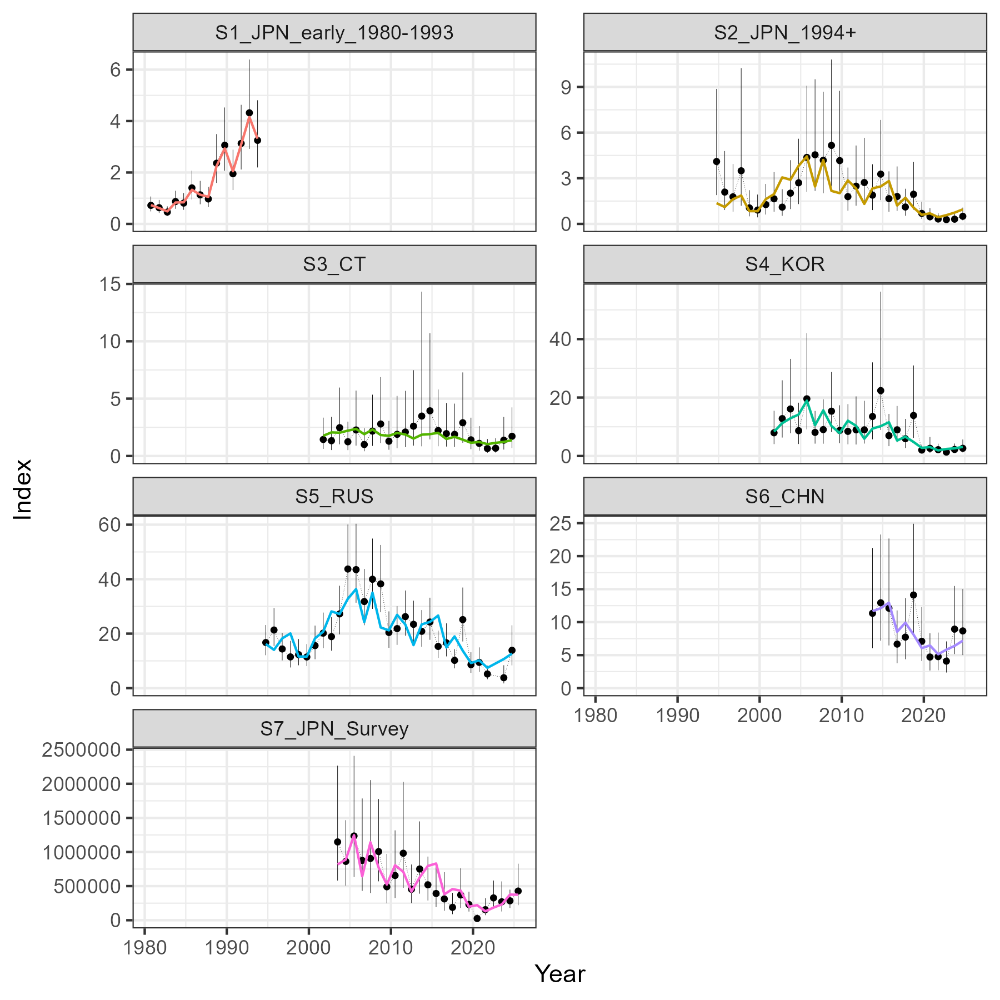 S1_JPN_early_1980-1993
6
4
2
0
S2_JPN_1994+
9
6
3
0
S3_CT
15
10
5
0
S4_KOR
40
20
0
S5_RUS
60
40
20
0
S6_CHN
25
20
15
10
5
0
1980 1990 2000 2010 2020
S7_JPN_Survey
2500000
2000000
1500000
1000000
500000
0
1980 1990 2000 2010 2020
Index
Year